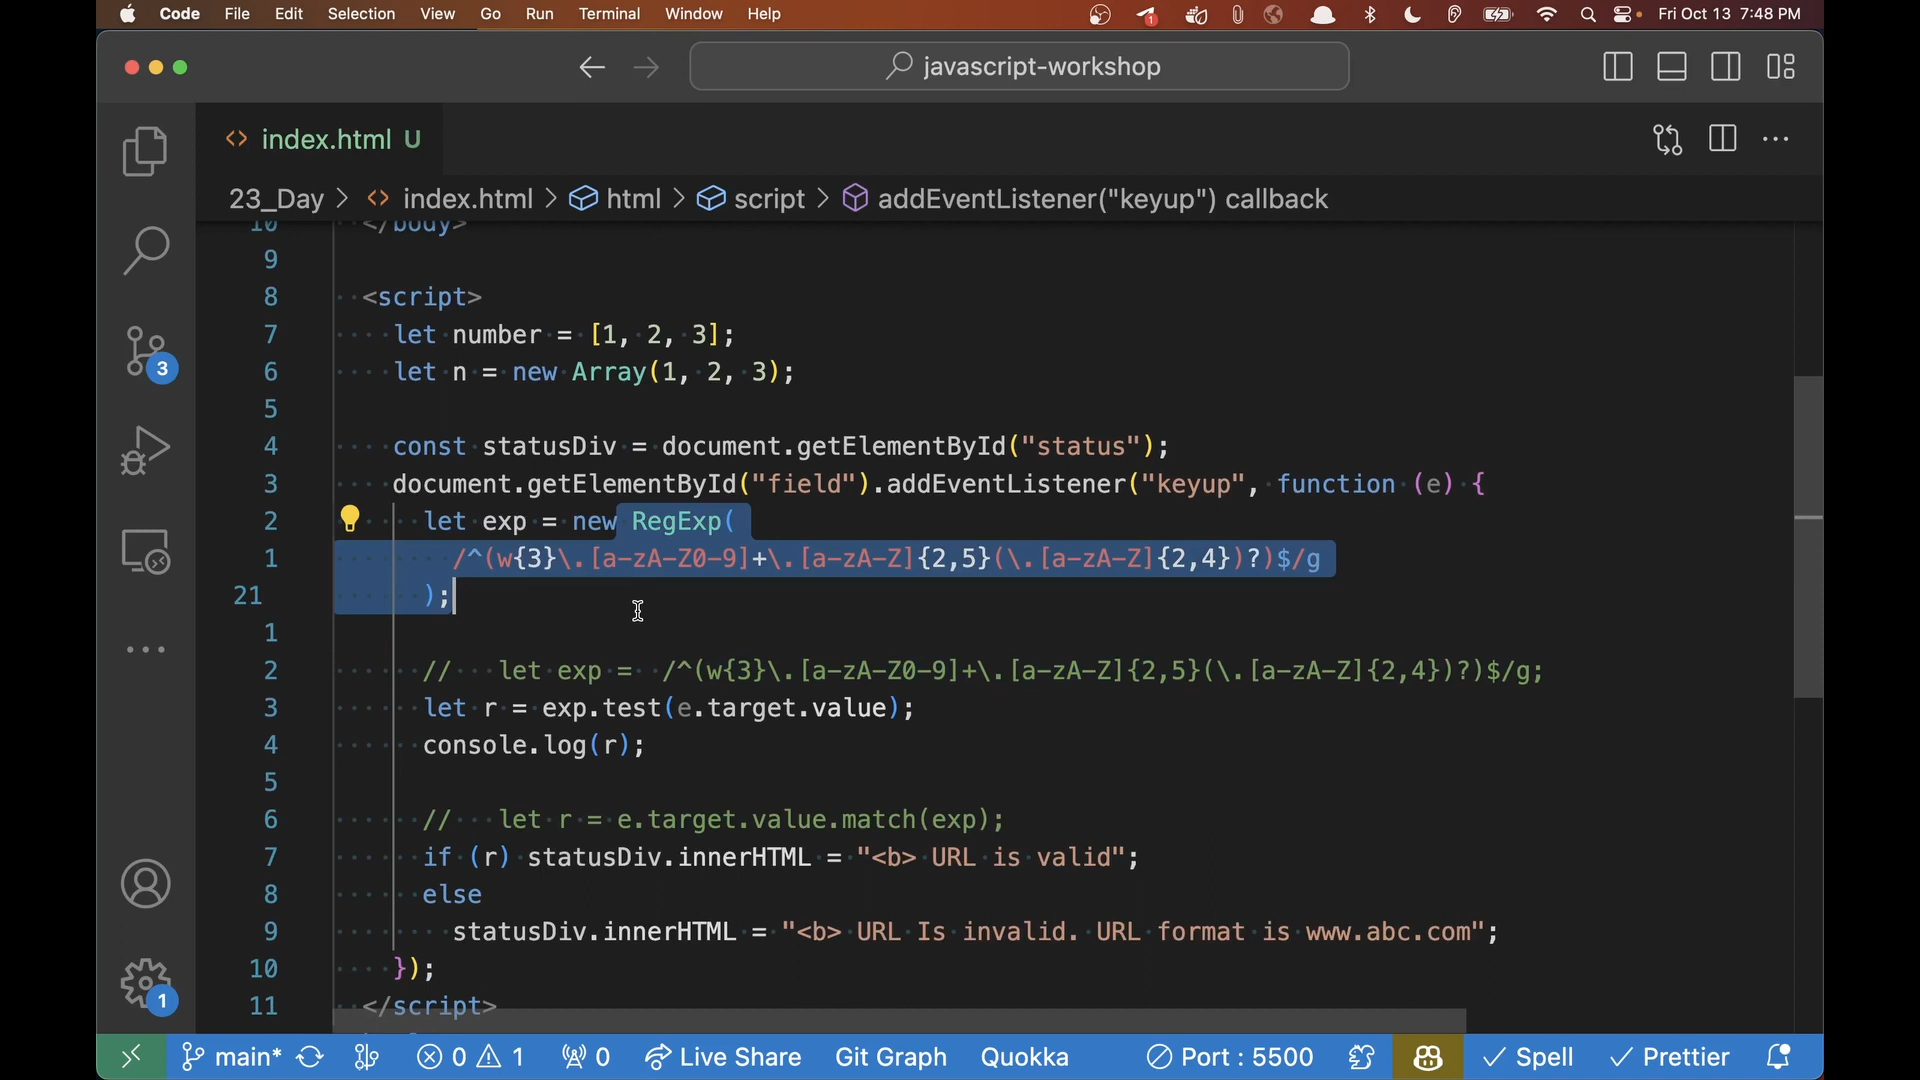 Code File Edit Selection View Go Run Terminal Window Help 1 Fri Oct 13 7:48 PM
javascript-workshop
index.html U
23_Day > index.html > html > script > addEventListener("keyup") callback
10 </body>
9
8 <script>
7 let number = [1, 2, 3];
6 let n = new Array(1, 2, 3);
5
4 const statusDiv = document.getElementById("status");
3 document.getElementById("field").addEventListener("keyup", function (e) {
2 let exp = new RegExp(
1 /^(w{3}\.[a-zA-Z0-9]+\.[a-zA-Z]{2,5}(\.[a-zA-Z]{2,4})?)$/g
21 );
1
2 // let exp = /^(w{3}\.[a-zA-Z0-9]+\.[a-zA-Z]{2,5}(\.[a-zA-Z]{2,4})?)$/g;
3 let r = exp.test(e.target.value);
4 console.log(r);
5
6 // let r = e.target.value.match(exp);
7 if (r) statusDiv.innerHTML = "<b> URL is valid";
8 else
9 statusDiv.innerHTML = "<b> URL Is invalid. URL format is www.abc.com";
10 });
11 </script>
3
1
main* 0 1 0 Live Share Git Graph Quokka Port : 5500 Spell Prettier